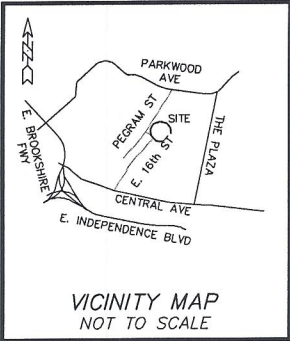 N
PARKWOOD
AVE
PEGRAM ST
SITE
THE PLAZA
E. 16th ST
E. BROOKSHIRE
FWY
CENTRAL AVE
E. INDEPENDENCE BLVD
VICINITY MAP
NOT TO SCALE